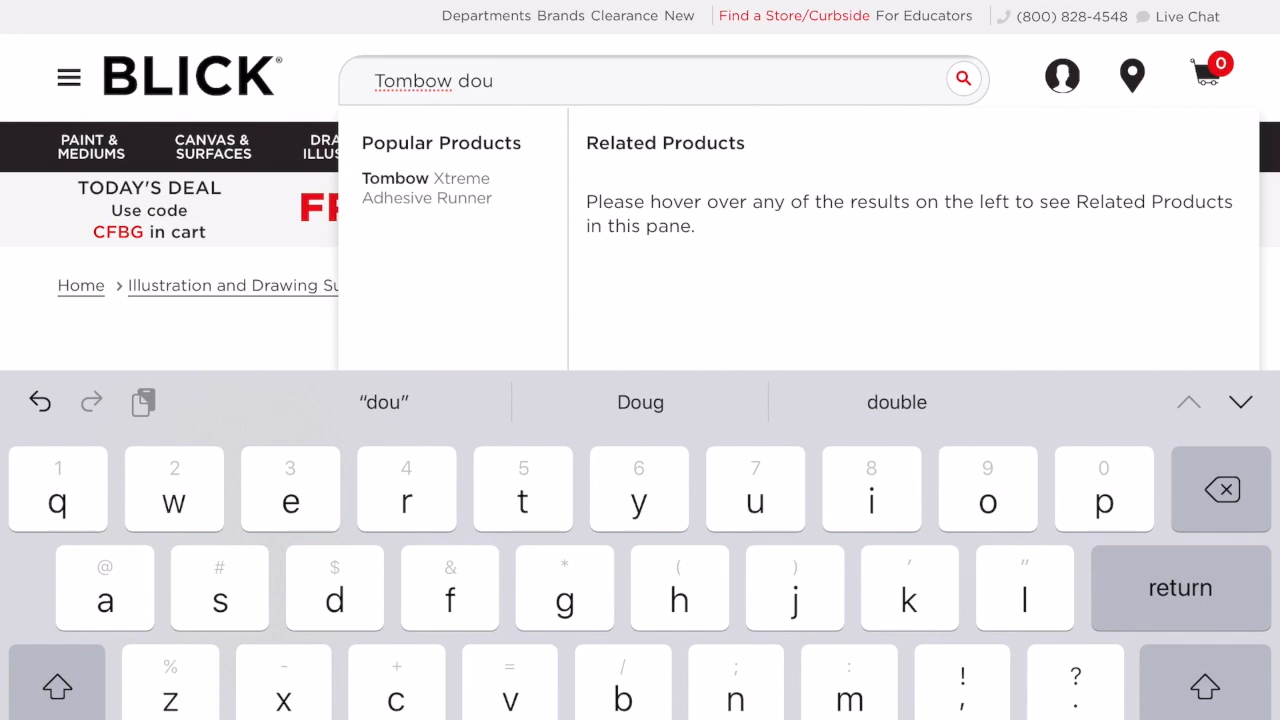 Departments Brands Clearance New Find a Store/Curbside For Educators (800) 828-4548 Live Chat
BLICK®
Tombow dou
0
PAINT &
MEDIUMS
CANVAS &
SURFACES
DRA
ILLUS
Popular Products
Tombow Xtreme
Adhesive Runner
Related Products
Please hover over any of the results on the left to see Related Products
in this pane.
TODAY'S DEAL
Use code
CFBG in cart
FR
Home > Illustration and Drawing Su
"dou" Doug double
1 2 3 4 5 6 7 8 9 0
q w e r t y u i o p
@ # $ & * ( ) ' "
a s d f g h j k l return
% - + = / ; : ! ?
z x c v b n m , .